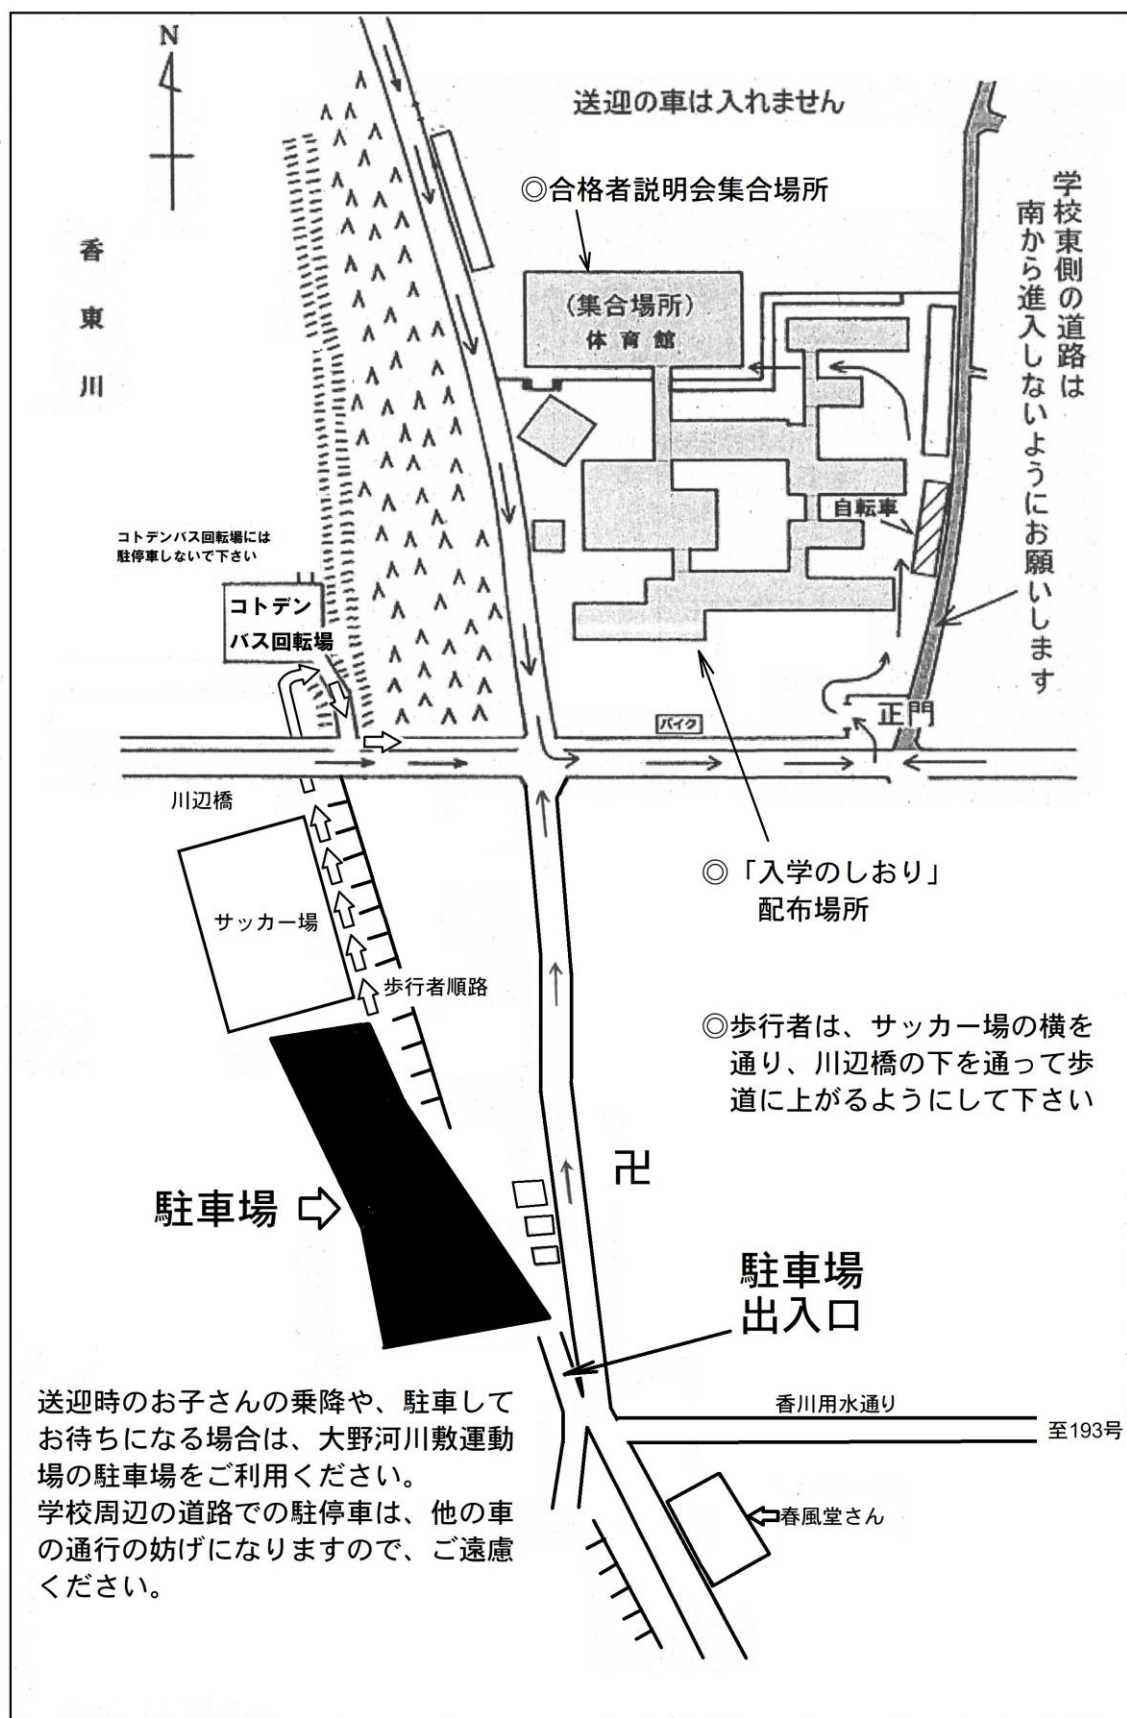 N
送迎の車は入れません
◎合格者説明会集合場所
香東川
(集合場所)
体育館
学校東側の道路は
南から進入しないようにお願いします
自転車
コトデンバス回転場には
駐停車しないで下さい
コトデン
バス回転場
バイク
正門
川辺橋
◎「入学のしおり」
配布場所
サッカー場
歩行者順路
◎歩行者は、サッカー場の横を
通り、川辺橋の下を通って歩
道に上がるようにして下さい
卍
駐車場
駐車場
出入口
送迎時のお子さんの乗降や、駐車して
お待ちになる場合は、大野河川敷運動
場の駐車場をご利用ください。
学校周辺の道路での駐停車は、他の車
の通行の妨げになりますので、ご遠慮
ください。
香川用水通り
至193号
春風堂さん